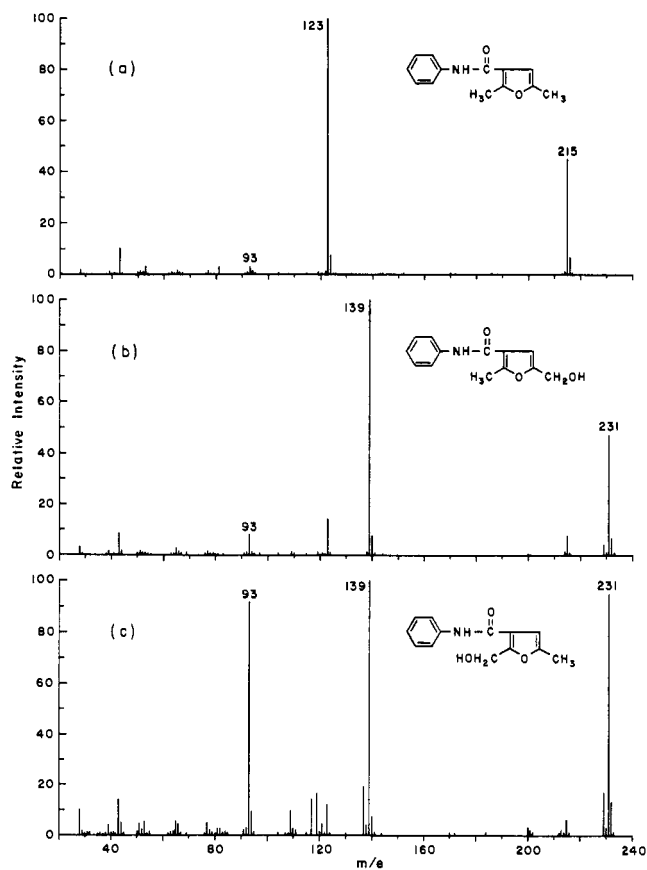 100
123
80
60
40
20
0
(a)
93
215
O
NH
C
H₃C
O
CH₃
100
139
80
60
40
20
0
(b)
93
231
O
NH
C
H₃C
O
CH₂OH
Relative Intensity
100
93
139
231
80
60
40
20
0
(c)
O
NH
C
HOH₂C
O
CH₃
40
80
120
160
200
240
m/e